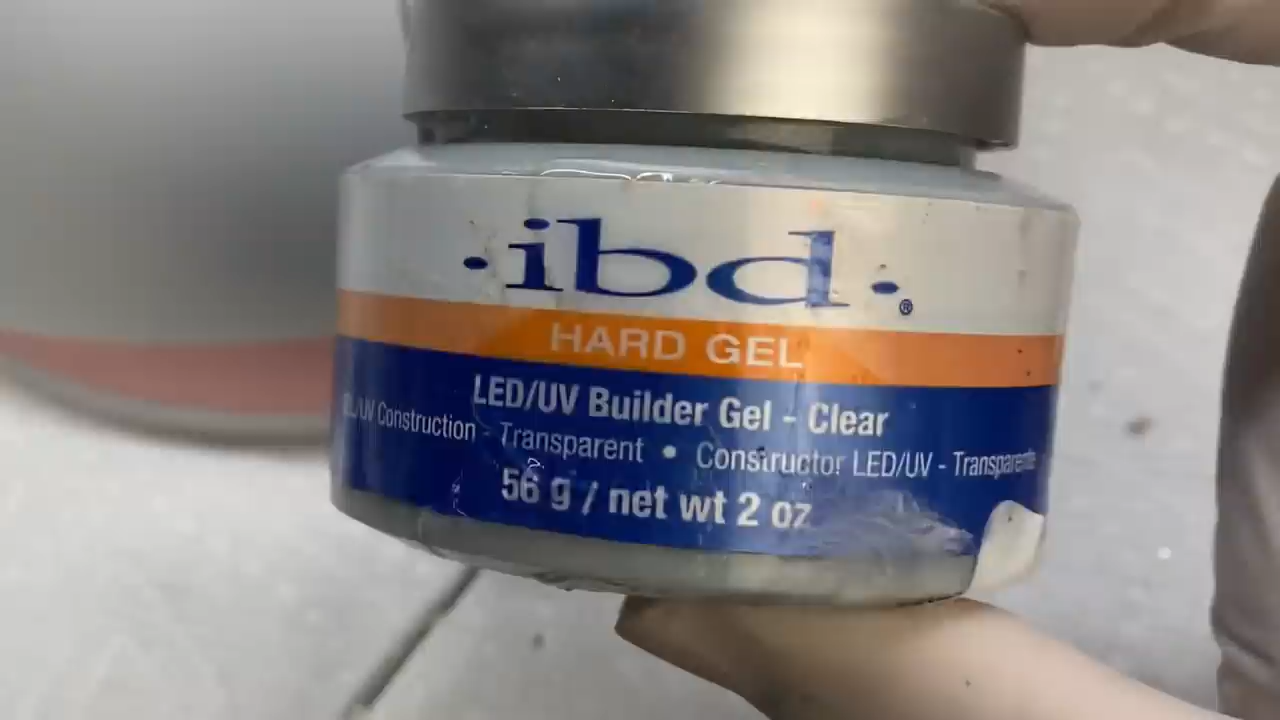 ·ibd·®
HARD GEL
LED/UV Builder Gel - Clear
/UV Construction - Transparent • Constructor LED/UV - Transparente
56 g / net wt 2 oz